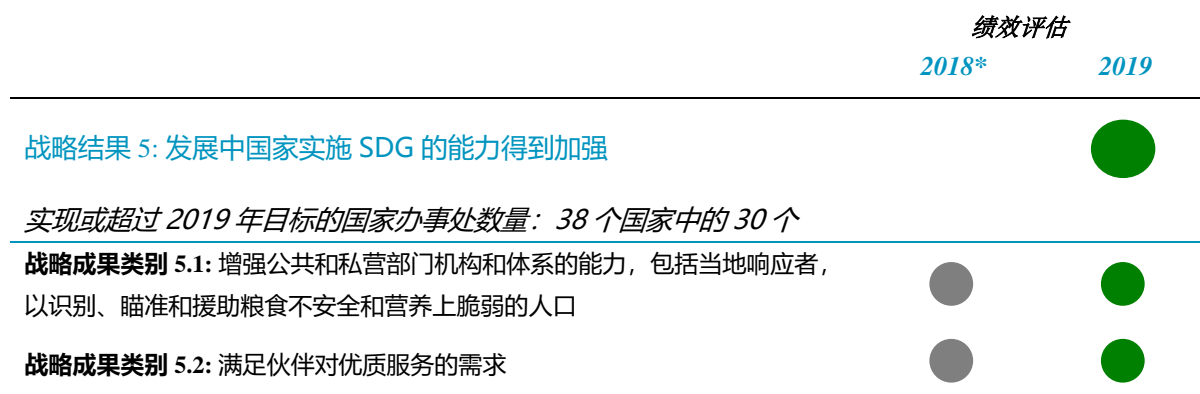 绩效评估
2018* 2019
战略结果 5: 发展中国家实施 SDG 的能力得到加强
实现或超过 2019 年目标的国家办事处数量：38 个国家中的 30 个
战略成果类别 5.1: 增强公共和私营部门机构和体系的能力，包括当地响应者，
以识别、瞄准和援助粮食不安全和营养上脆弱的人口
战略成果类别 5.2: 满足伙伴对优质服务的需求